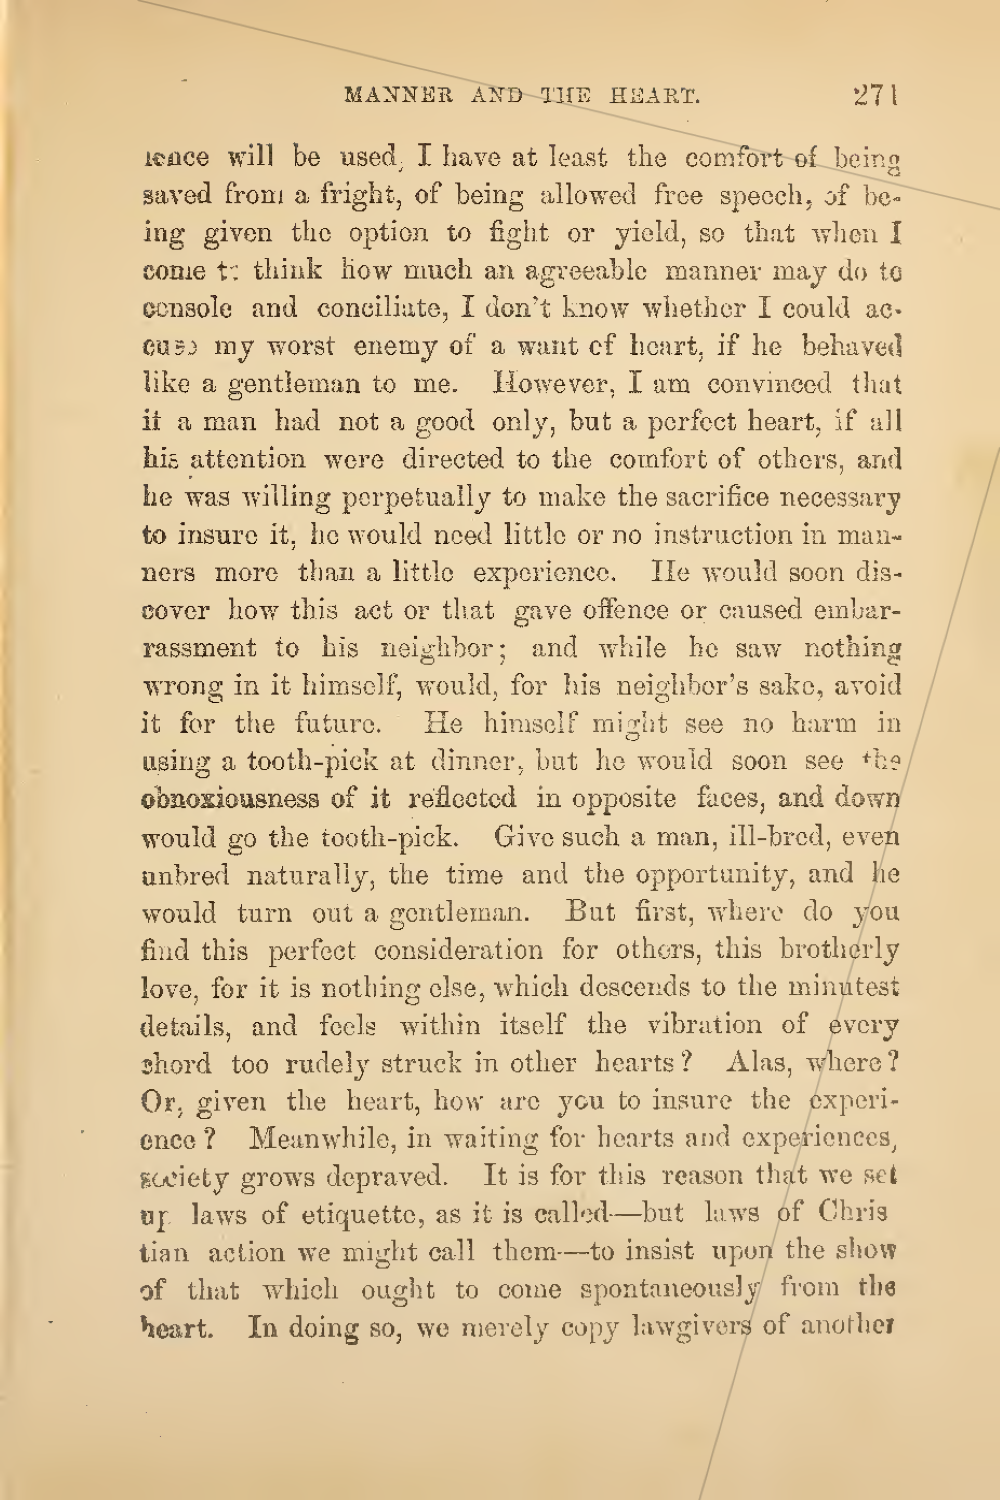 MANNER AND THE HEART. 271
ience will be used, I have at least the comfort of being
saved from a fright, of being allowed free speech, of be-
ing given the option to fight or yield, so that when I
come to think how much an agreeable manner may do to
console and conciliate, I don't know whether I could ac-
cuse my worst enemy of a want of heart, if he behaved
like a gentleman to me. However, I am convinced that
if a man had not a good only, but a perfect heart, if all
his attention were directed to the comfort of others, and
he was willing perpetually to make the sacrifice necessary
to insure it, he would need little or no instruction in man-
ners more than a little experience. He would soon dis-
cover how this act or that gave offence or caused embar-
rassment to his neighbor; and while he saw nothing
wrong in it himself, would, for his neighbor's sake, avoid
it for the future. He himself might see no harm in
using a tooth-pick at dinner, but he would soon see the
obnoxiousness of it reflected in opposite faces, and down
would go the tooth-pick. Give such a man, ill-bred, even
unbred naturally, the time and the opportunity, and he
would turn out a gentleman. But first, where do you
find this perfect consideration for others, this brotherly
love, for it is nothing else, which descends to the minutest
details, and feels within itself the vibration of every
chord too rudely struck in other hearts? Alas, where?
Or, given the heart, how are you to insure the experi-
ence? Meanwhile, in waiting for hearts and experiences,
society grows depraved. It is for this reason that we set
up laws of etiquette, as it is called—but laws of Chris
tian action we might call them—to insist upon the show
of that which ought to come spontaneously from the
heart. In doing so, we merely copy lawgivers of another